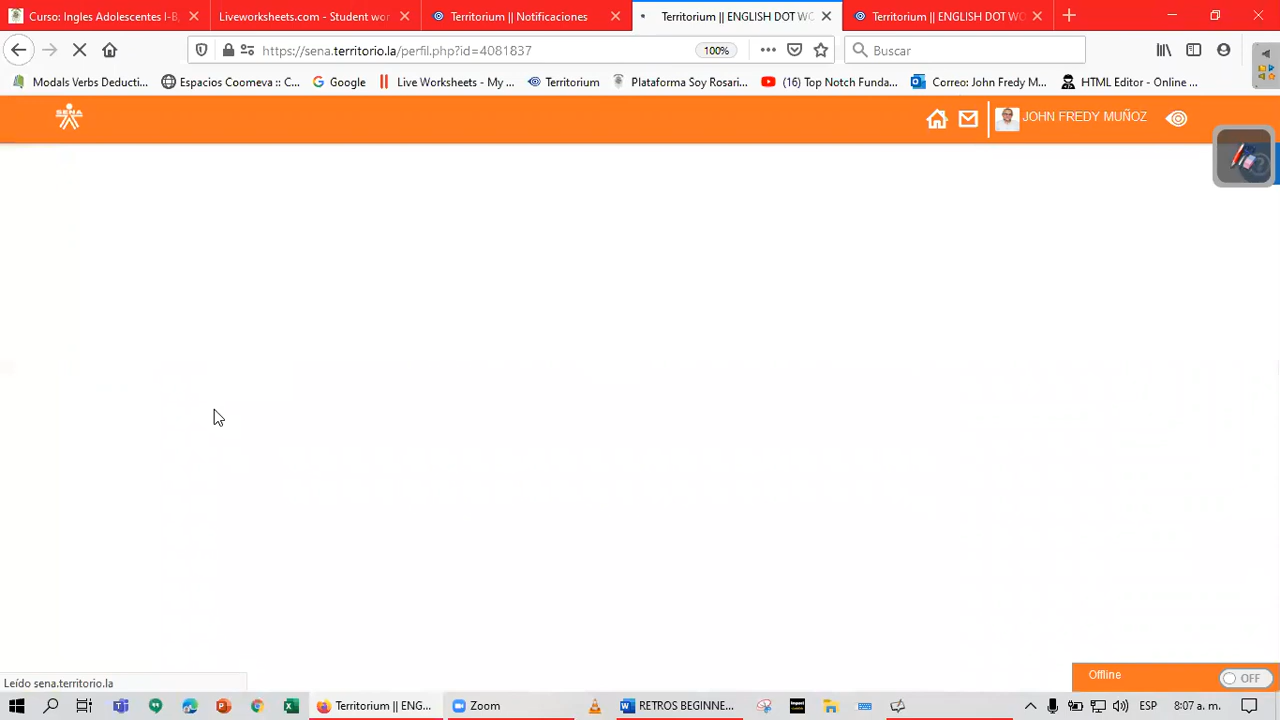 Curso: Ingles Adolescentes I-B,
Liveworksheets.com - Student wor
Territorium || Notificaciones
Territorium || ENGLISH DOT WO
Territorium || ENGLISH DOT WO
https://sena.territorio.la/perfil.php?id=4081837
100%
Buscar
Modals Verbs Deducti...
Espacios Coomeva :: C...
Google
Live Worksheets - My ...
Territorium
Plataforma Soy Rosari...
(16) Top Notch Funda...
Correo: John Fredy M...
HTML Editor - Online ...
SENA
JOHN FREDY MUÑOZ
Offline
OFF
Leído sena.territorio.la
Territorium || ENG...
Zoom
RETROS BEGINNE...
ESP
8:07 a. m.